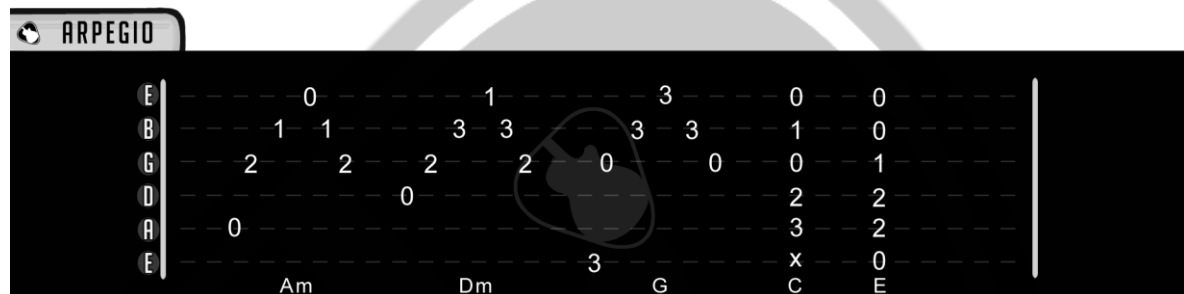 ARPEGIO
E 0 1 3 0 0
B 1 1 3 3 3 3 1 0
G 2 2 2 2 0 0 0 1
D 0 2 2
A 0 3 2
E 3 x 0
Am Dm G C E